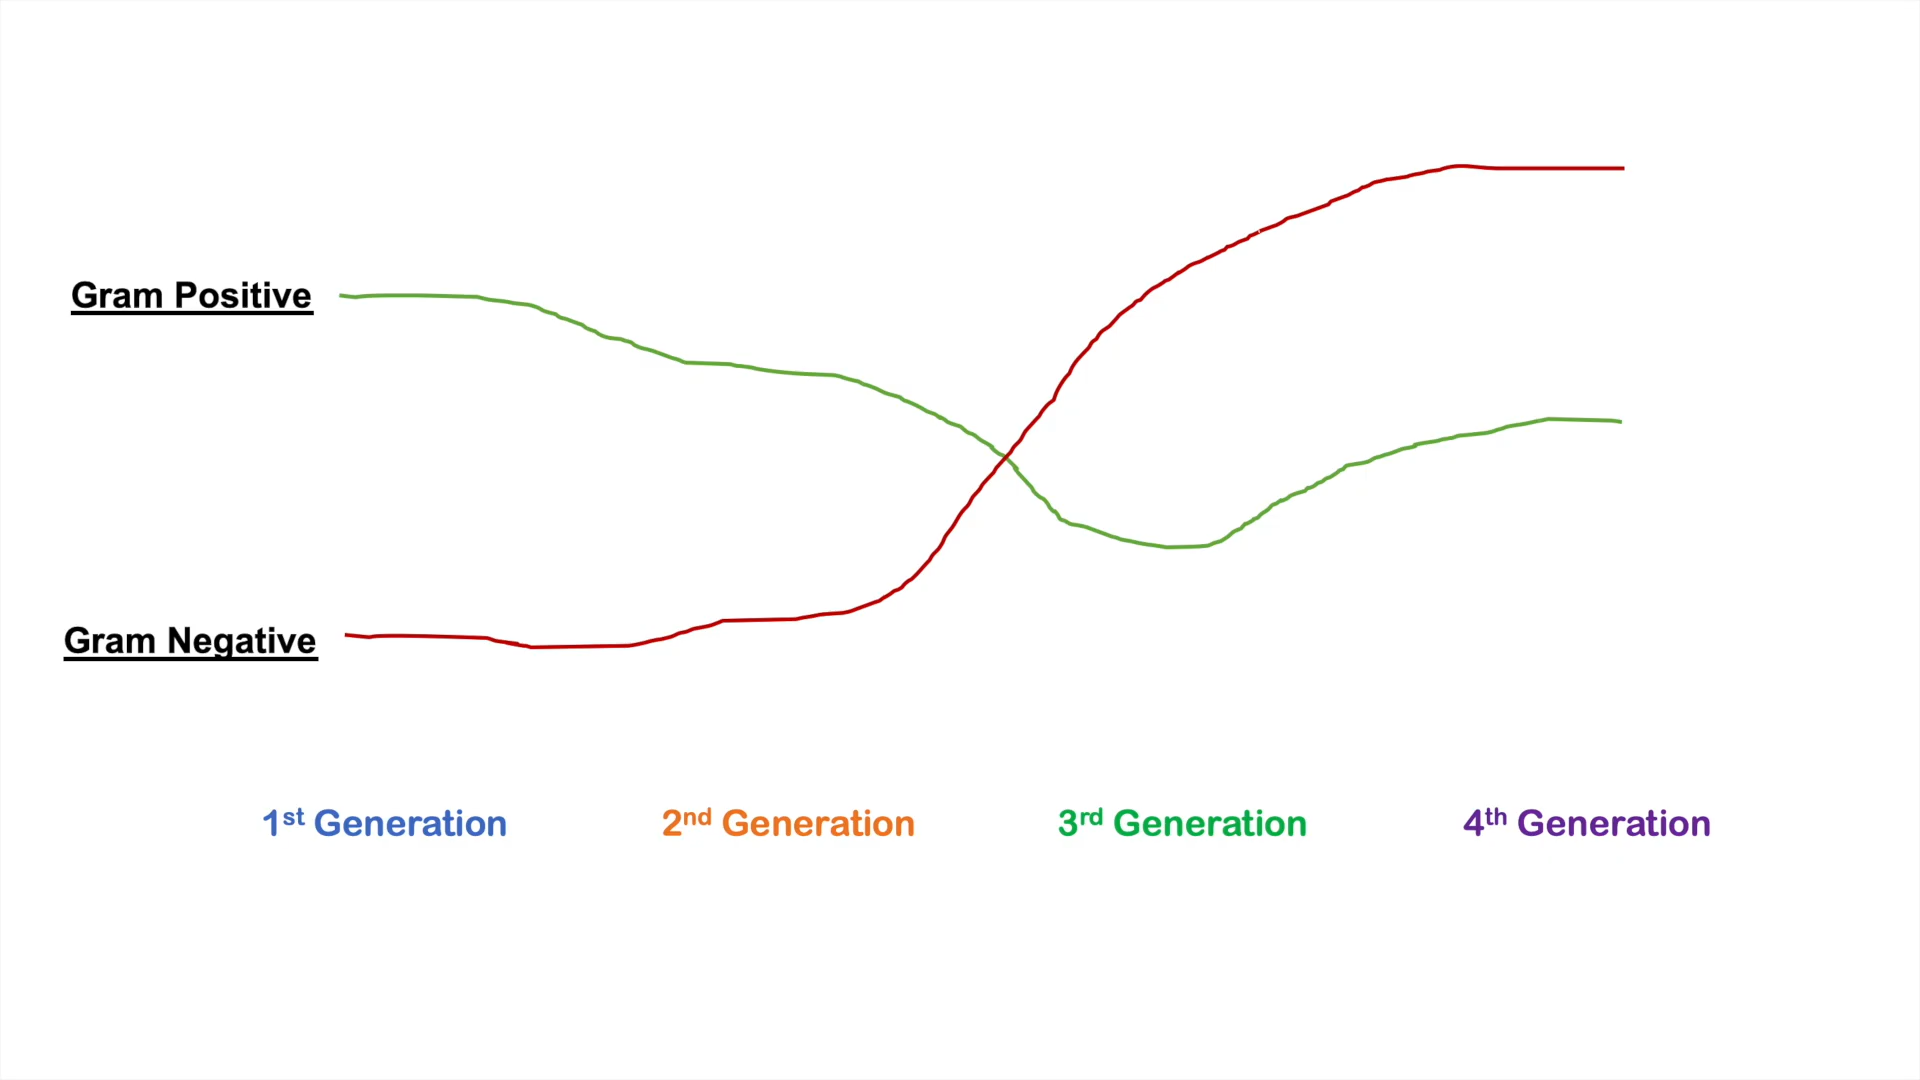 Gram Positive
Gram Negative
1st Generation
2nd Generation
3rd Generation
4th Generation